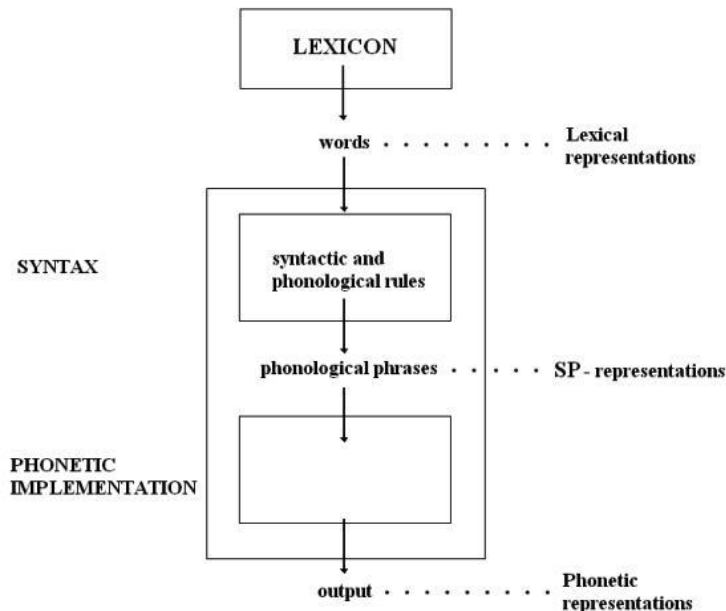 LEXICON
words . . . . . . . . . . Lexical
representations
SYNTAX
syntactic and
phonological rules
phonological phrases . . . . . . SP - representations
PHONETIC
IMPLEMENTATION
output . . . . . . . . . . Phonetic
representations